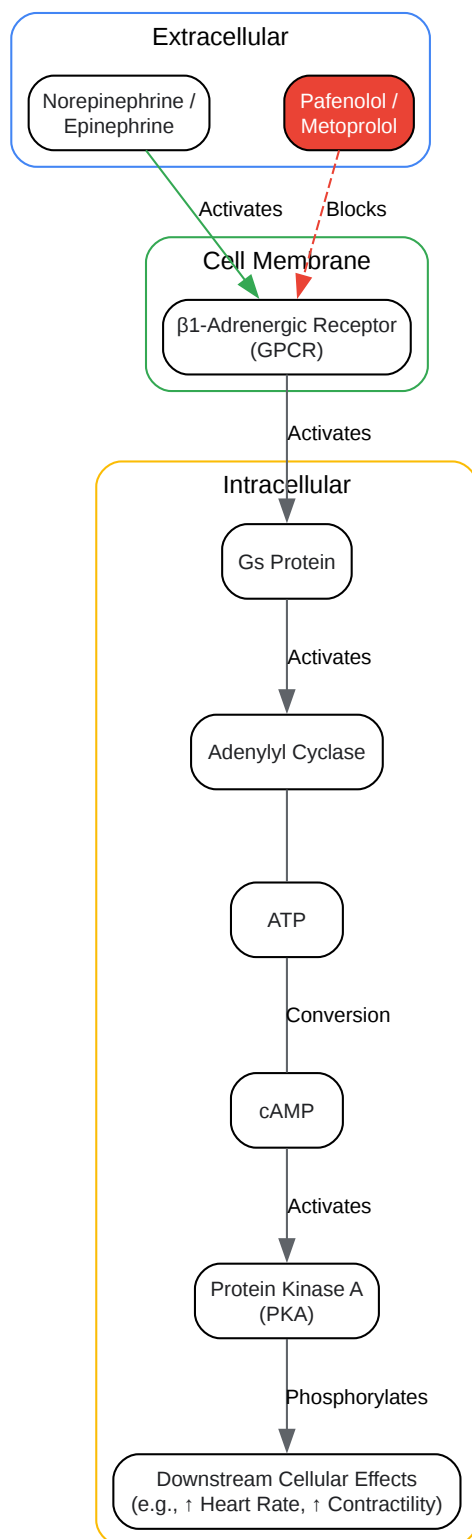 Extracellular
Norepinephrine /
Epinephrine
Pafenolol /
Metoprolol
Activates
Blocks
Cell Membrane
β1-Adrenergic Receptor
(GPCR)
Activates
Intracellular
Gs Protein
Activates
Adenylyl Cyclase
ATP
Conversion
cAMP
Activates
Protein Kinase A
(PKA)
Phosphorylates
Downstream Cellular Effects
(e.g., ↑ Heart Rate, ↑ Contractility)